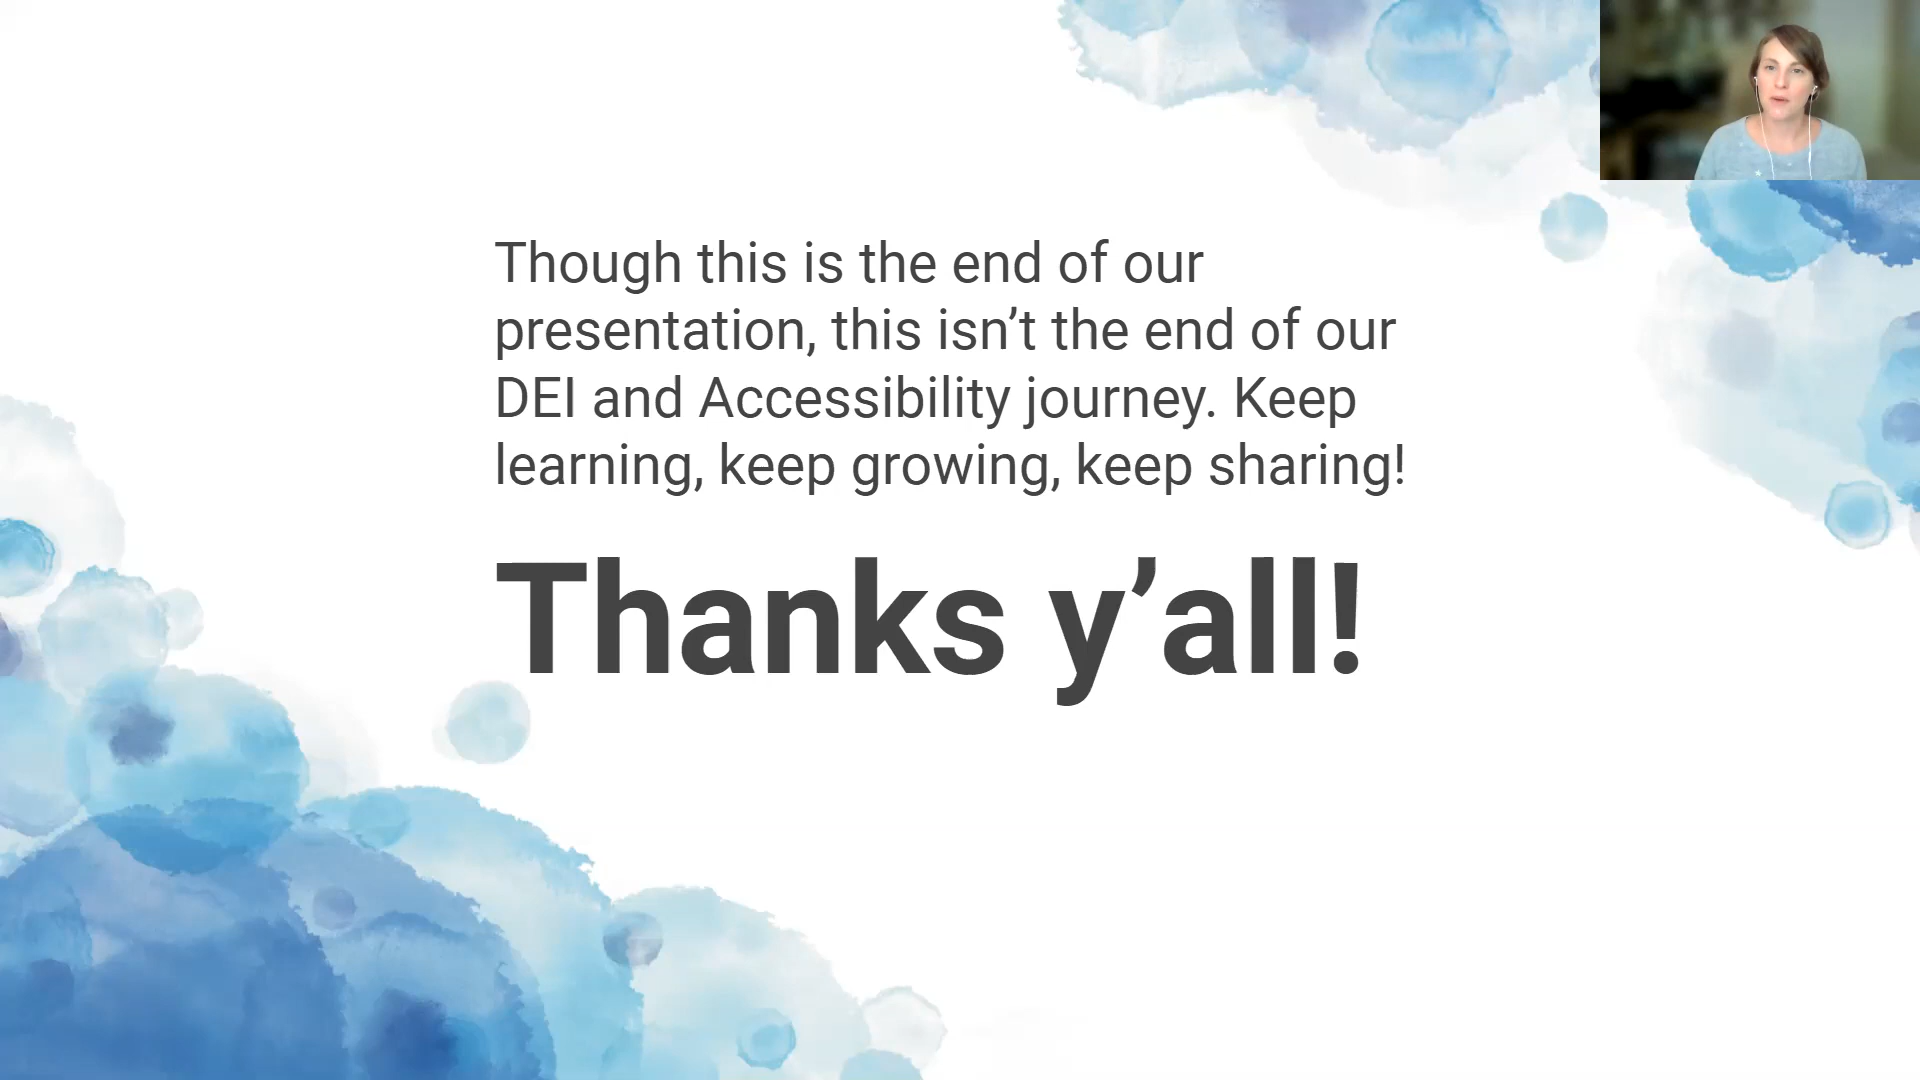 Though this is the end of our
presentation, this isn’t the end of our
DEI and Accessibility journey. Keep
learning, keep growing, keep sharing!
Thanks y’all!